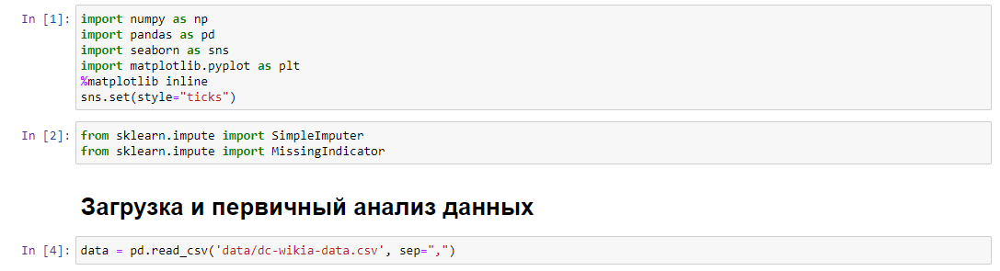 In [1]:
import numpy as np
import pandas as pd
import seaborn as sns
import matplotlib.pyplot as plt
%matplotlib inline
sns.set(style="ticks")
In [2]:
from sklearn.impute import SimpleImputer
from sklearn.impute import MissingIndicator
Загрузка и первичный анализ данных
In [4]:
data = pd.read_csv('data/dc-wikia-data.csv', sep=",")